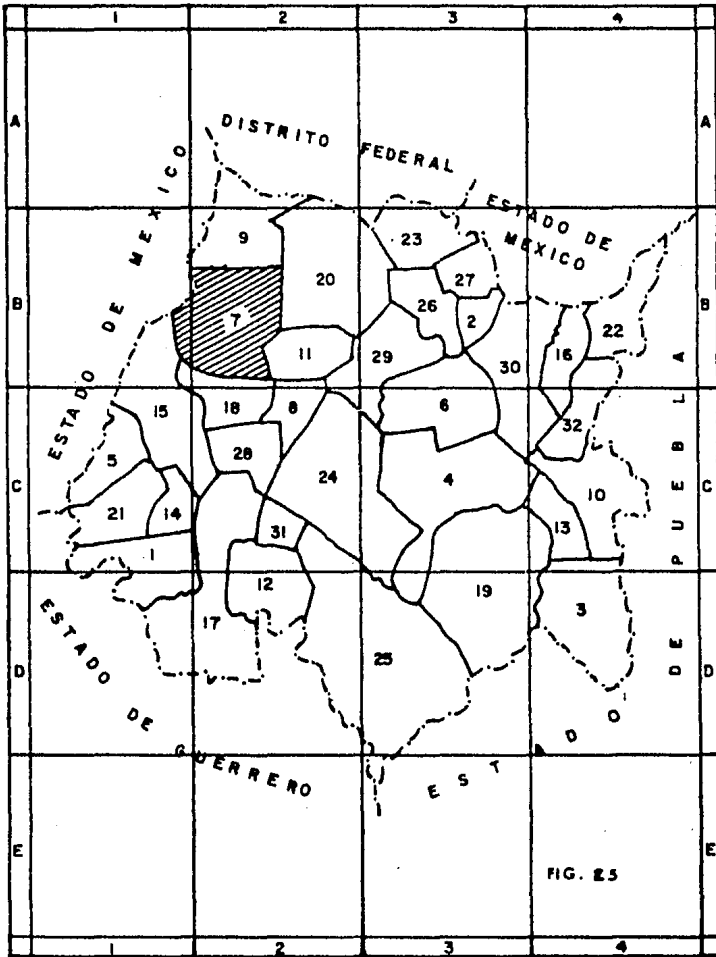 1 2 3 4
A A
DISTRITO FEDERAL
ESTADO DE MEXICO
ESTADO DE MEXICO
9 23
20 27
B 7 26 2 B
22
11 29 30 16
15 18 8 6
32
5 28
C 24 4 10 C
21 14
31 13
1
12 19
3
17
25
D D
ESTADO DE GUERRERO
ESTADO DE PUEBLA
E E
FIG. 25
1 2 3 4